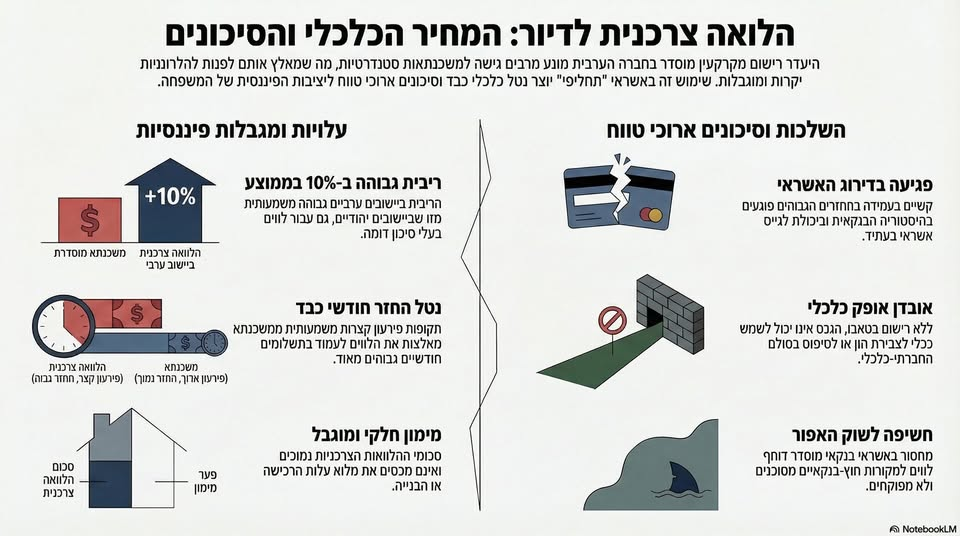 הלוואה צרכנית לדיור: המחיר הכלכלי והסיכונים
היעדר רישום מקרקעין מוסדר בחברה הערבית מונע מרבים גישה למשכנתאות סטנדרטיות, מה שמאלץ אותם לפנות להלוונניות
יקרות ומוגבלות. שימוש זה באשראי "תחליפי" יוצר נטל כלכלי כבד וסיכונים ארוכי טווח ליציבות הפיננסית של המשפחה.
השלכות וסיכונים ארוכי טווח
פגיעה בדירוג האשראי
קשיים בעמידה בחחזרים הגבוהים פוגעים
בהיסטוריה הבנקאית וביכולת לגייס
אשראי בעתיד.
אובדן אופק כלכלי
ללא רישום בטאבו, הגכס אינו יכול לשמש
ככלי לצבירת הון או לסיפוס בסולם
החברתי-כלכלי.
חשיפה לשוק האפור
מחסור באשראי בנקאי מוסדר דוחף
לווים למקורות חוץ-בנקאיים מסוכנים
ולא מפוקחים.
עלויות ומגבלות פיננסיות
ריבית גבוהה ב-10% בממוצע
הריבית ביישובים ערביים גבוהה משמעותית
מזו שביישובים יהודיים, גם עבור לווים
בעלי סיכון דומה.
+10%
$
הלוואה צרכנית
ביישוב ערבי
משכנתא מוסדרת
נטל החזר חודשי כבד
תקופות פירעון קצרות משמעותית ממשכנתא
מאלצות את הלווים לעמוד בתשלומים
חודשיים גבוהים מאוד.
$
$
משכנתא
(פירעון ארוך, החזר נמוך)
הלוואה צרכנית
(פירעון קצר, החזר גבוה)
מימון חלקי ומוגבל
סכומי ההלוואות הצרכניות נמוכים
ואינם מכסים את מלוא עלות הרכישה
או הבנייה.
פער
מימון
סכום
הלוואה
צרכנית
NotebookLM